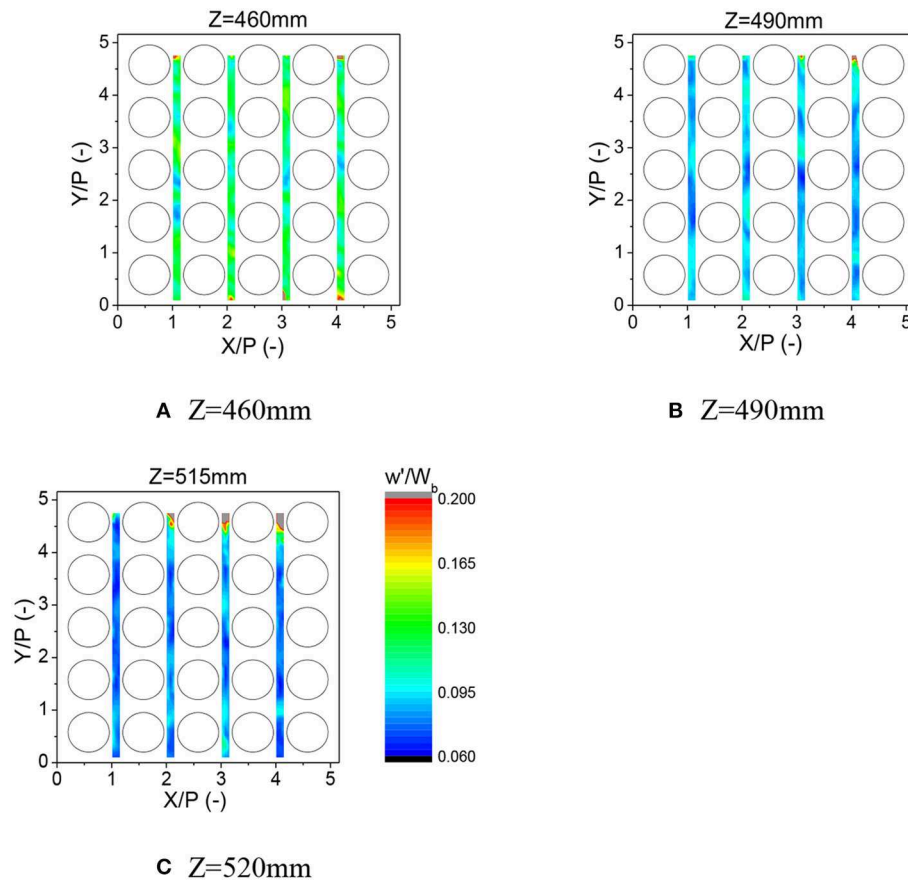 Z=460mm
5
4
3
2
1
0
Y/P (-)
0 1 2 3 4 5
X/P (-)
A Z=460mm
Z=490mm
5
4
3
2
1
0
Y/P (-)
0 1 2 3 4 5
X/P (-)
B Z=490mm
Z=515mm
5
4
3
2
1
0
Y/P (-)
0 1 2 3 4 5
X/P (-)
w'/W_b
0.200
0.165
0.130
0.095
0.060
C Z=520mm